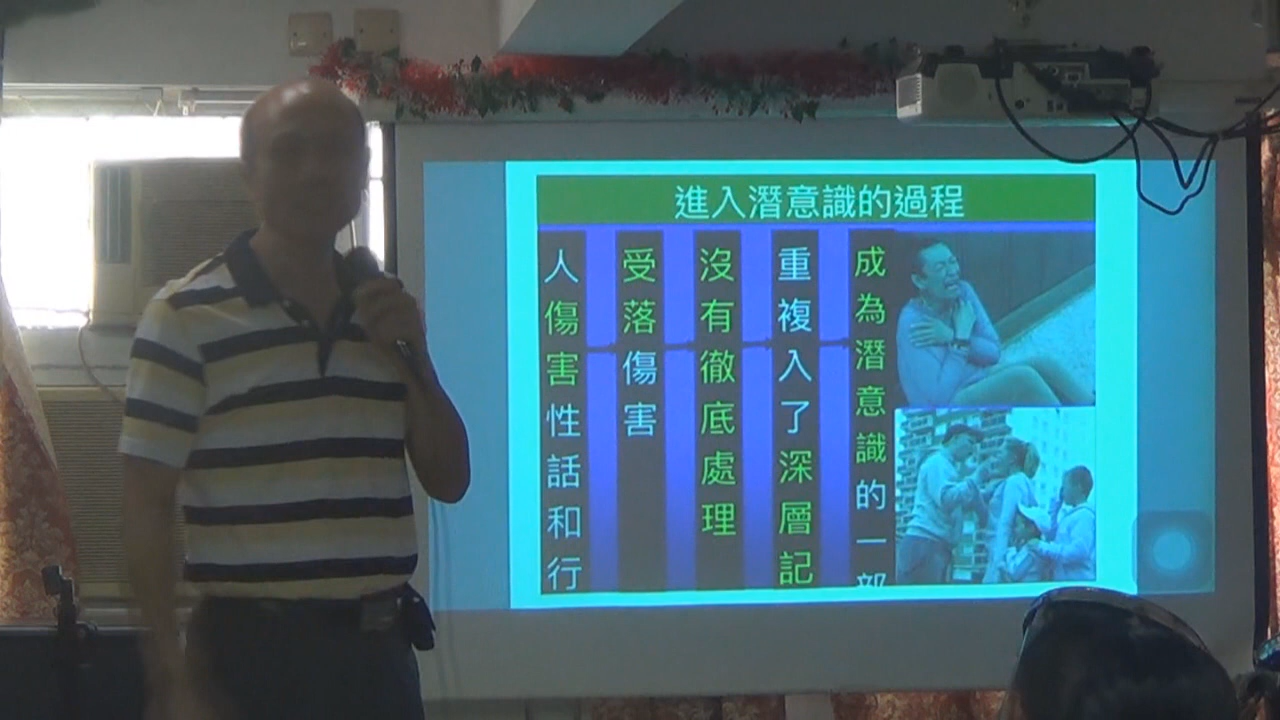 進入潛意識的過程
人傷害性話和行
受落傷害
沒有徹底處理
重複入了深層記
成為潛意識的一部